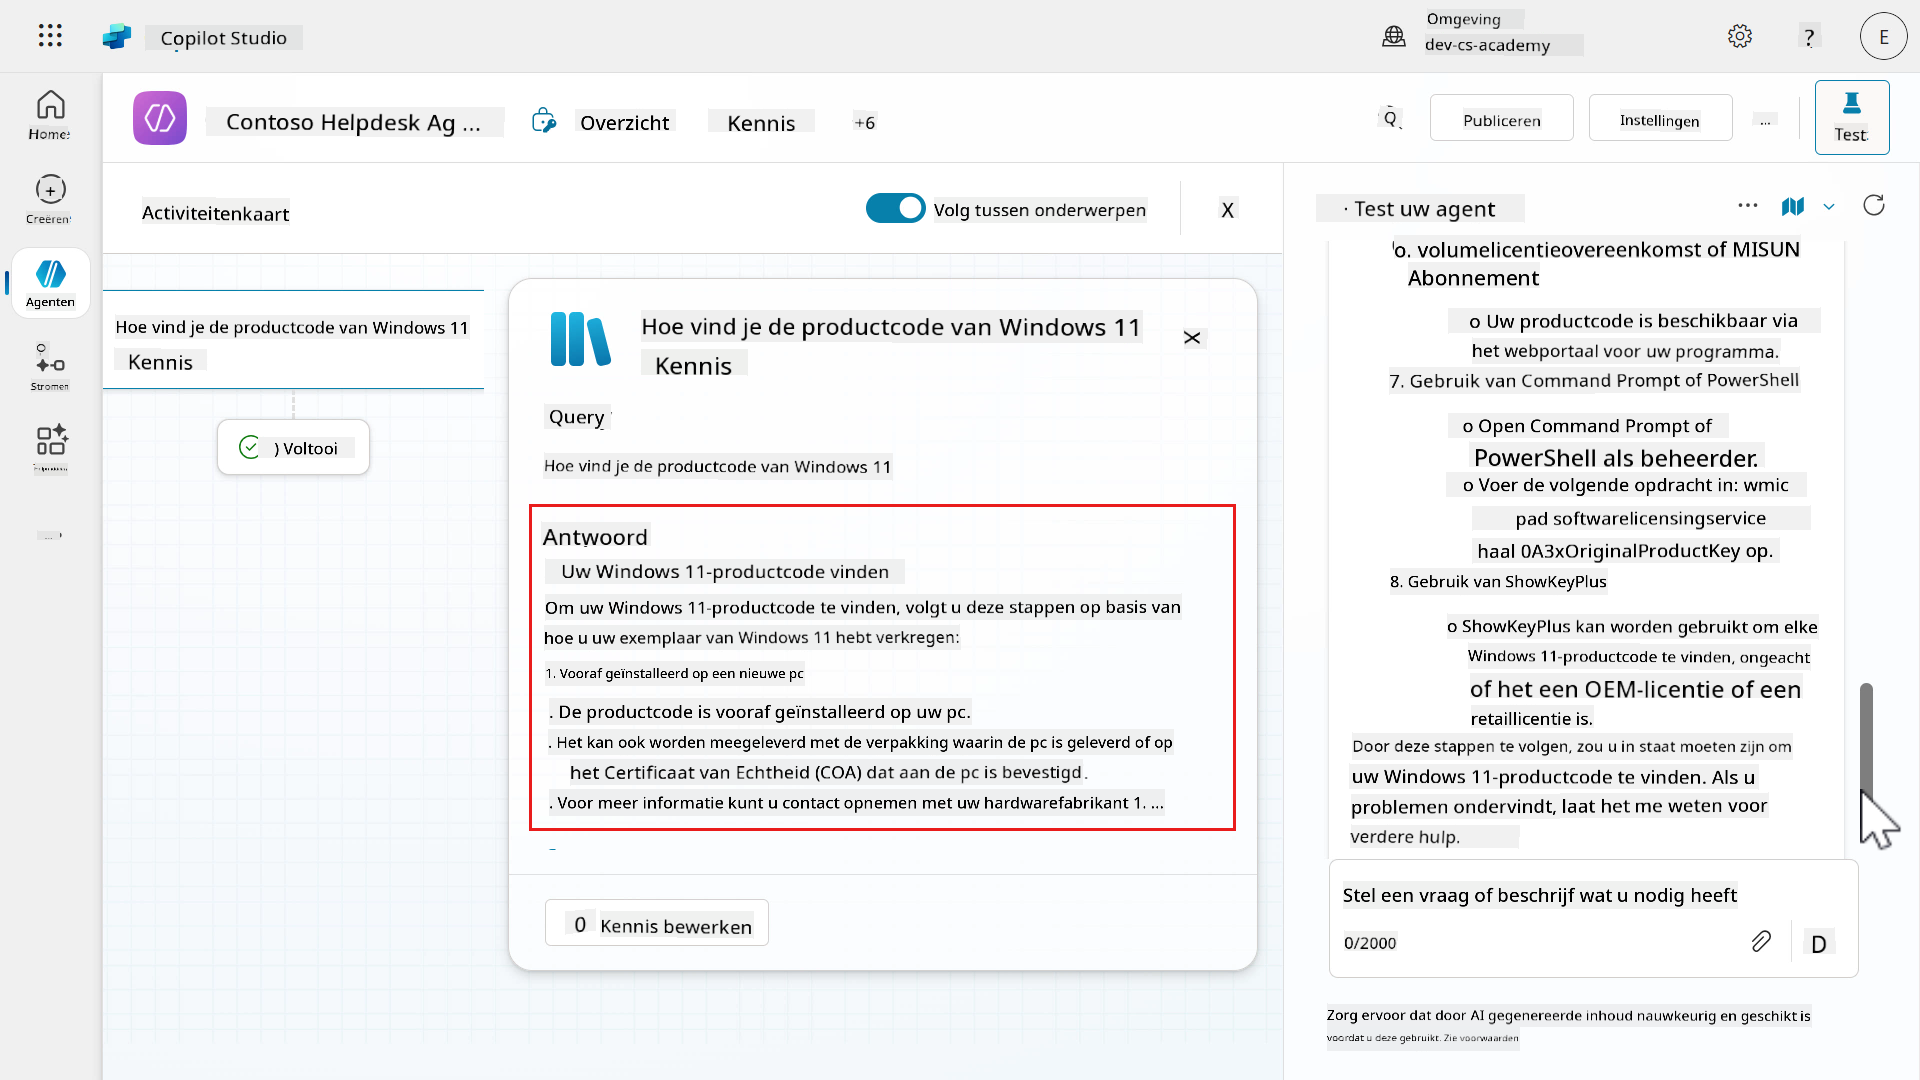 Copilot Studio
Omgeving
dev-cs-academy
?
E
Home
Creëren
Agenten
Stromen
...
Contoso Helpdesk Ag ...
Overzicht
Kennis
+6
Q
Publiceren
Instellingen
...
Test
Activiteitenkaart
Volg tussen onderwerpen
X
Hoe vind je de productcode van Windows 11
Kennis
) Voltooi
Hoe vind je de productcode van Windows 11
Kennis
Query
Hoe vind je de productcode van Windows 11
Antwoord
Uw Windows 11-productcode vinden
Om uw Windows 11-productcode te vinden, volgt u deze stappen op basis van
hoe u uw exemplaar van Windows 11 hebt verkregen:
1. Vooraf geïnstalleerd op een nieuwe pc
. De productcode is vooraf geïnstalleerd op uw pc.
. Het kan ook worden meegeleverd met de verpakking waarin de pc is geleverd of op
het Certificaat van Echtheid (COA) dat aan de pc is bevestigd.
. Voor meer informatie kunt u contact opnemen met uw hardwarefabrikant 1. ...
0 Kennis bewerken
· Test uw agent
o. volumelicentieovereenkomst of MISUN
Abonnement
o Uw productcode is beschikbaar via
het webportaal voor uw programma.
7. Gebruik van Command Prompt of PowerShell
o Open Command Prompt of
PowerShell als beheerder.
o Voer de volgende opdracht in: wmic
pad softwarelicensingservice
haal 0A3xOriginalProductKey op.
8. Gebruik van ShowKeyPlus
o ShowKeyPlus kan worden gebruikt om elke
Windows 11-productcode te vinden, ongeacht
of het een OEM-licentie of een
retaillicentie is.
Door deze stappen te volgen, zou u in staat moeten zijn om
uw Windows 11-productcode te vinden. Als u
problemen ondervindt, laat het me weten voor
verdere hulp.
Stel een vraag of beschrijf wat u nodig heeft
0/2000
D
Zorg ervoor dat door AI gegenereerde inhoud nauwkeurig en geschikt is
voordat u deze gebruikt. Zie voorwaarden